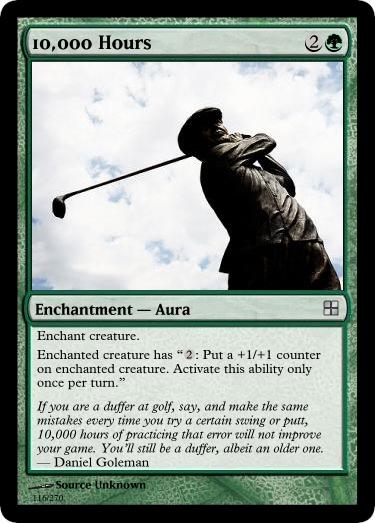 10,000 Hours 2
Enchantment — Aura
Enchant creature.
Enchanted creature has “2: Put a +1/+1 counter
on enchanted creature. Activate this ability only
once per turn.”
If you are a duffer at golf, say, and make the same
mistakes every time you try a certain swing or putt,
10,000 hours of practicing that error will not improve
your game. You'll still be a duffer, albeit an older one.
— Daniel Goleman
Source Unknown
116/270